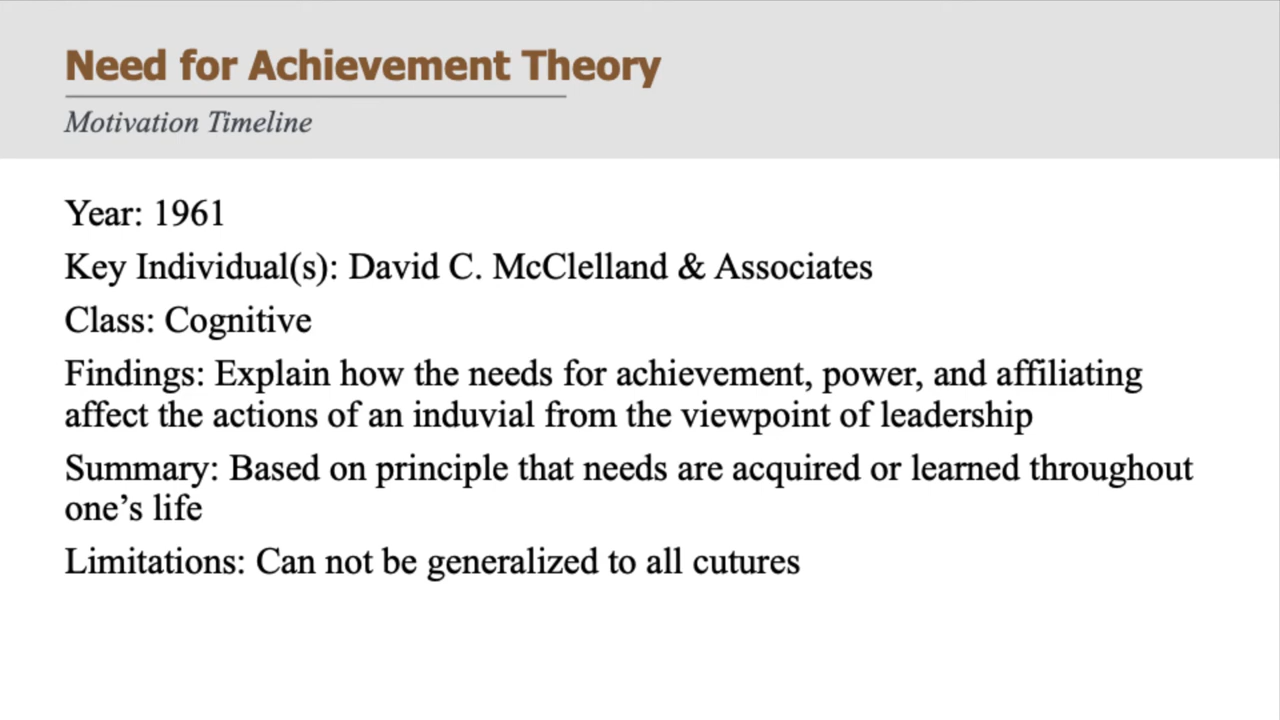 Need for Achievement Theory
Motivation Timeline
Year: 1961
Key Individual(s): David C. McClelland & Associates
Class: Cognitive
Findings: Explain how the needs for achievement, power, and affiliating
affect the actions of an induvial from the viewpoint of leadership
Summary: Based on principle that needs are acquired or learned throughout
one’s life
Limitations: Can not be generalized to all cutures